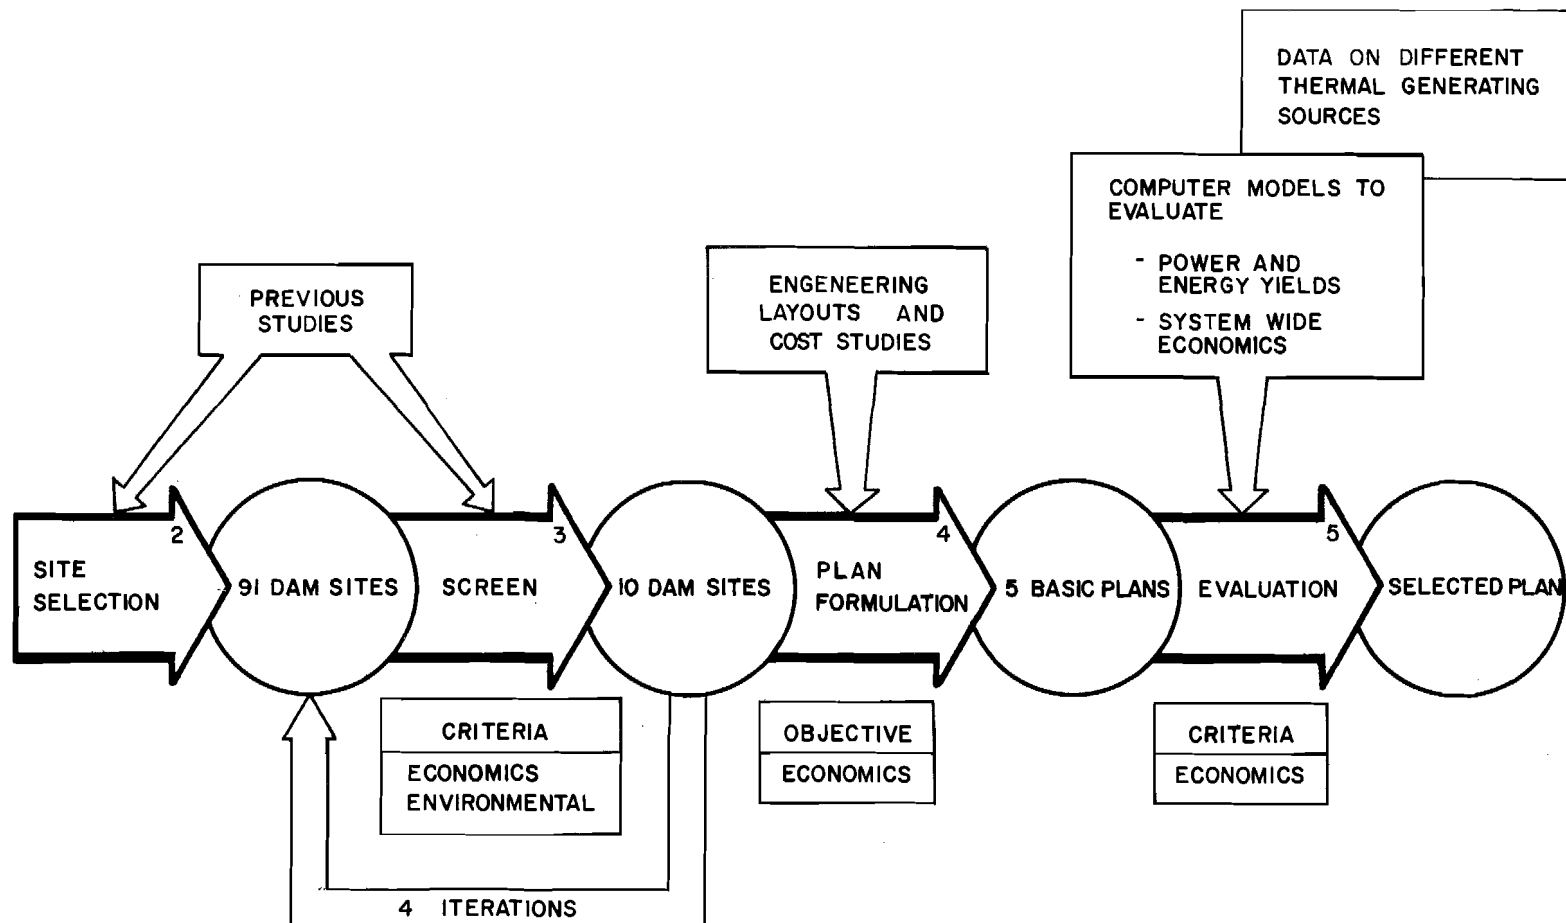 DATA ON DIFFERENT
THERMAL GENERATING
SOURCES
COMPUTER MODELS TO
EVALUATE
- POWER AND
ENERGY YIELDS
- SYSTEM WIDE
ECONOMICS
PREVIOUS
STUDIES
ENGENEERING
LAYOUTS AND
COST STUDIES
2
SITE
SELECTION
91 DAM SITES
3
SCREEN
10 DAM SITES
4
PLAN
FORMULATION
5 BASIC PLANS
5
EVALUATION
SELECTED PLAN
CRITERIA
ECONOMICS
ENVIRONMENTAL
OBJECTIVE
ECONOMICS
CRITERIA
ECONOMICS
4 ITERATIONS